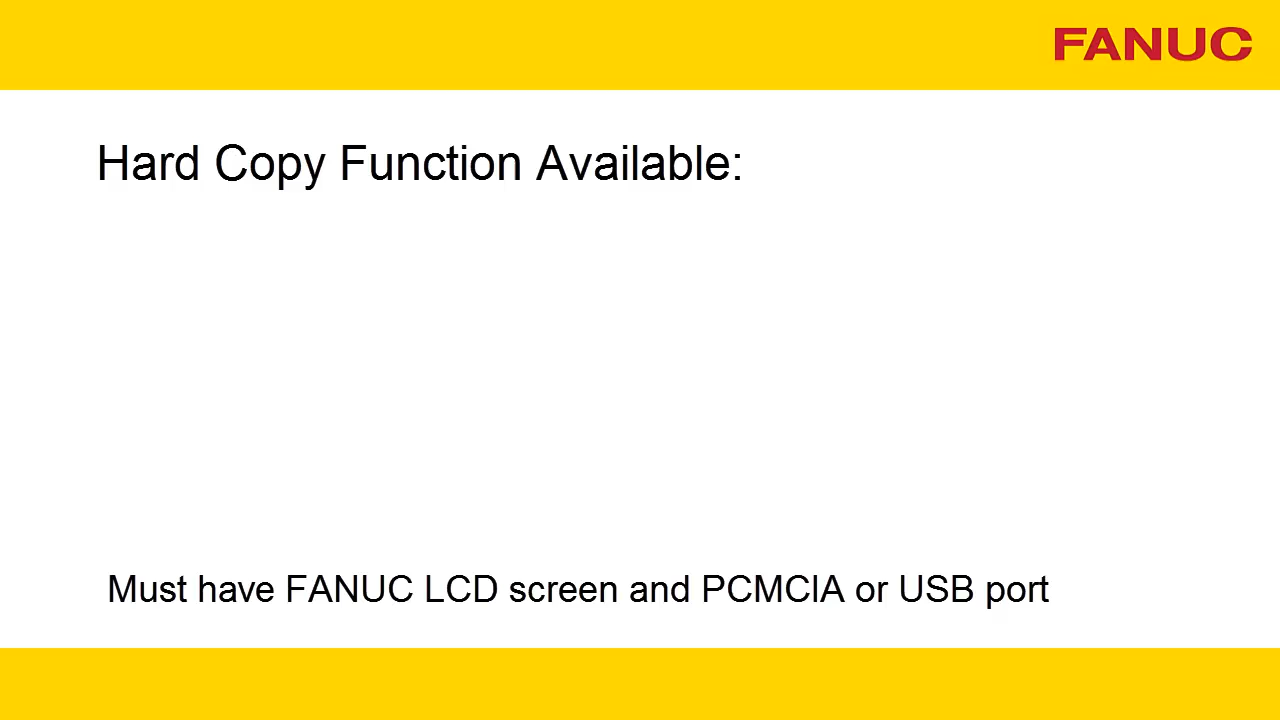 FANUC
Hard Copy Function Available:
Must have FANUC LCD screen and PCMCIA or USB port